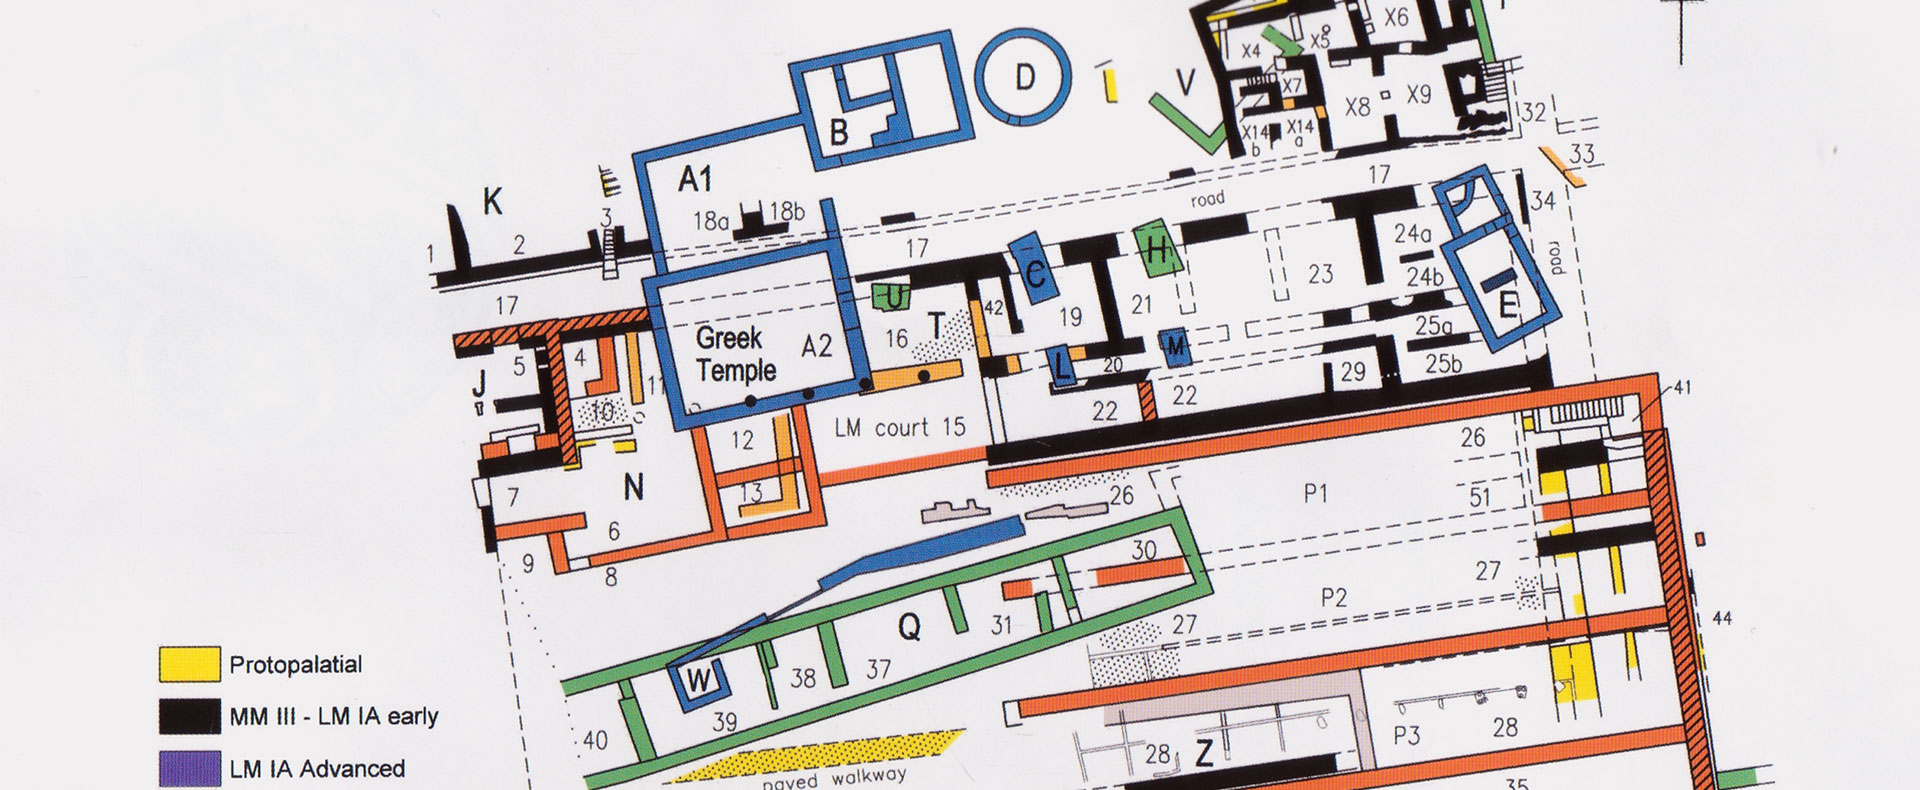 X6
X4
X5
V
X7
X9
X8
X14
b
X14
a
D
B
32
33
K
A1
18a
18b
3
1
2
17
road
17
34
road
24a
24b
23
H
C
17
17
42
19
21
U
16
T
E
25a
25b
29
M
L
20
22
22
Greek
Temple
A2
5
4
J
11
10
12
13
LM court 15
N
7
6
9
8
41
26
26
51
P1
27
P2
44
30
31
Q
27
37
38
W
39
40
paved walkway
28
Z
P3
28
35
Protopalatial
MM III - LM IA early
LM IA Advanced